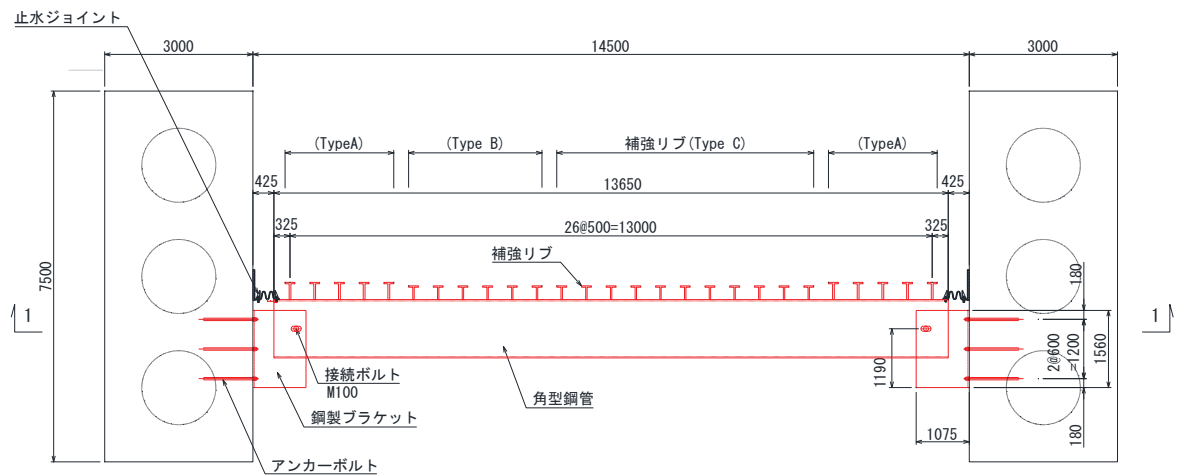 止水ジョイント
3000
14500
3000
(TypeA)
(Type B)
補強リブ(Type C)
(TypeA)
425
13650
425
325
26@500=13000
325
補強リブ
7500
180
1
1
2@600
=1200
1560
1190
接続ボルト
M100
角型鋼管
鋼製ブラケット
1075
180
アンカーボルト